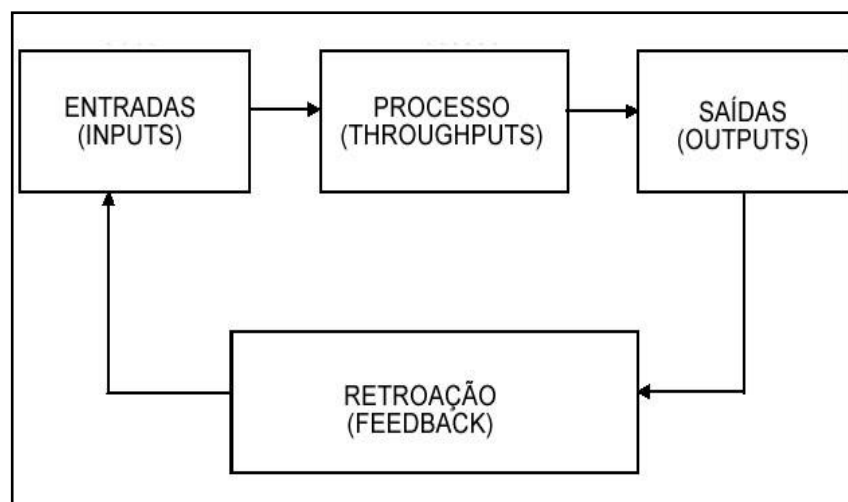 ENTRADAS
(INPUTS)
PROCESSO
(THROUGHPUTS)
SAÍDAS
(OUTPUTS)
RETROAÇÃO
(FEEDBACK)